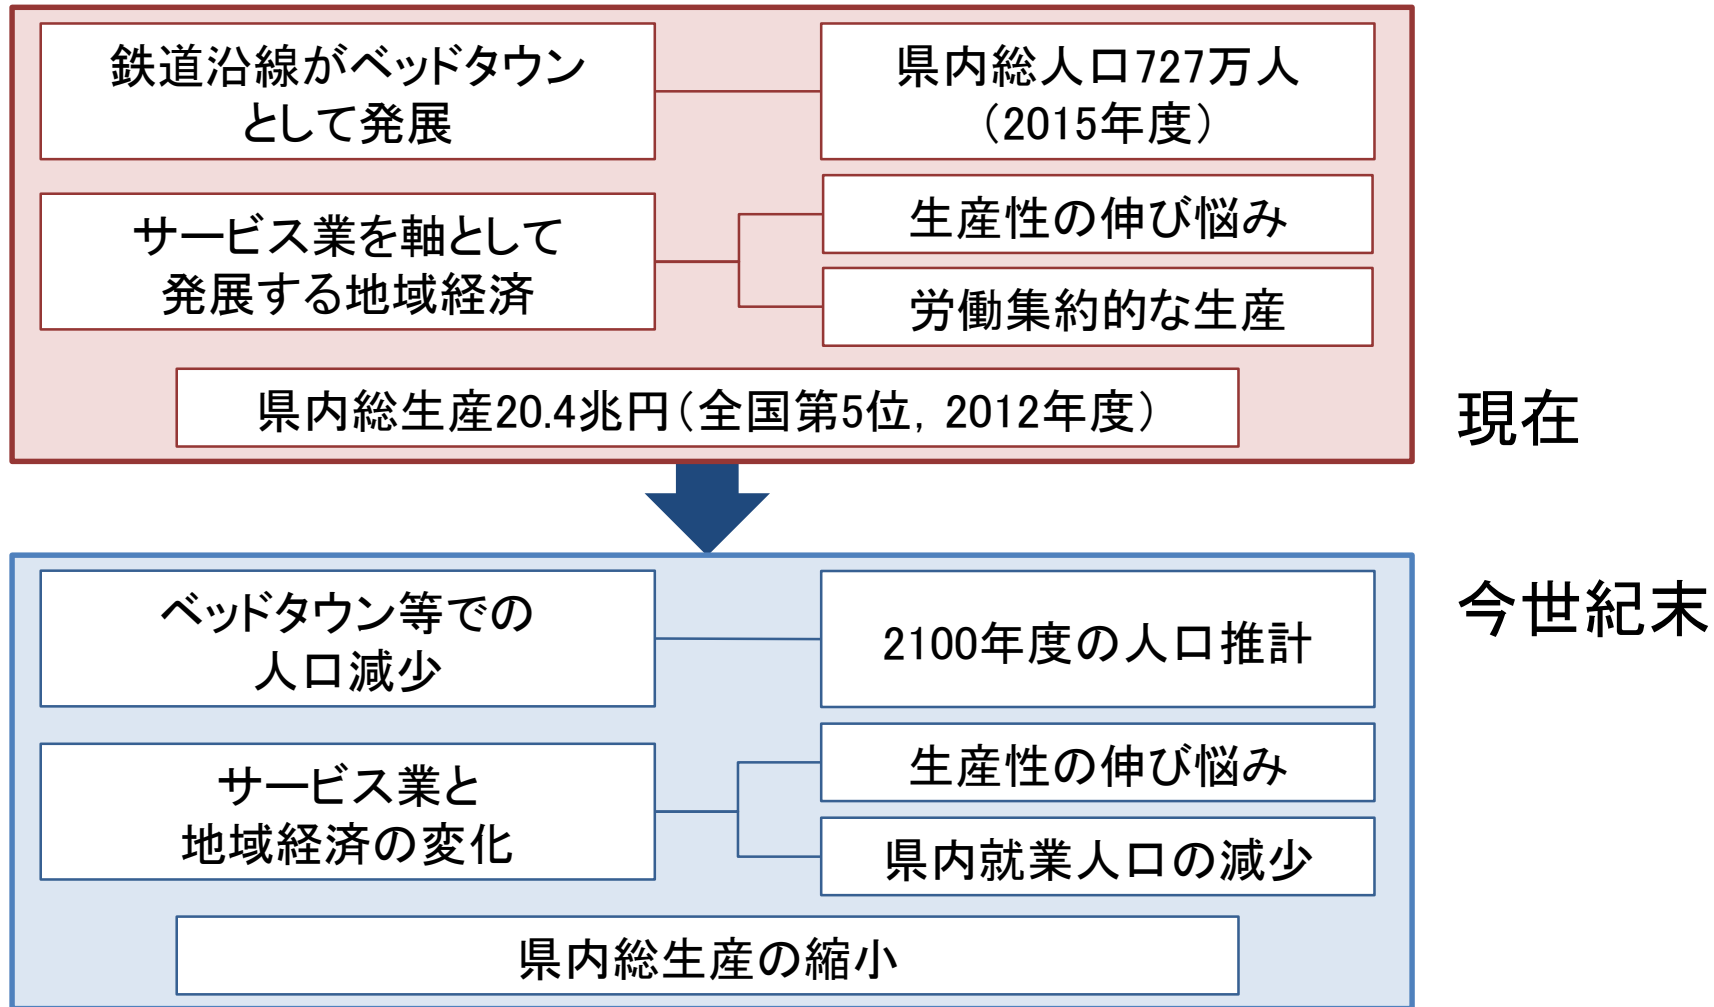 鉄道沿線がベッドタウン
として発展
県内総人口727万人
（2015年度）
サービス業を軸として
発展する地域経済
生産性の伸び悩み
労働集約的な生産
県内総生産20.4兆円（全国第5位，2012年度）
現在
ベッドタウン等での
人口減少
2100年度の人口推計
今世紀末
サービス業と
地域経済の変化
生産性の伸び悩み
県内就業人口の減少
県内総生産の縮小